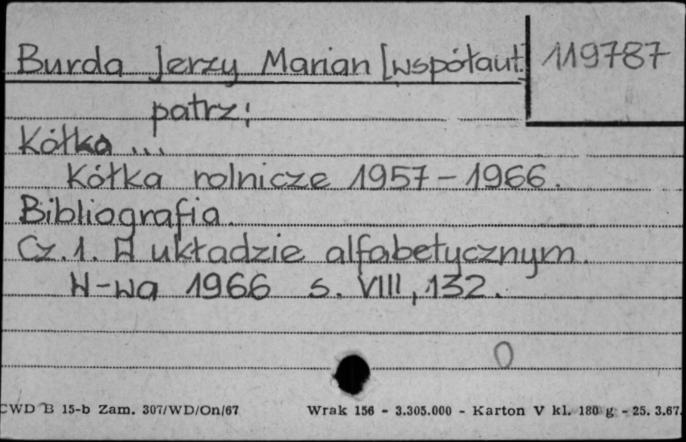 Burda Jerzy Marian [współaut.] 119787
patrz:
Kółka ...
Kółka rolnicze 1957-1966.
Bibliografia.
Cz.1. W układzie alfabetycznym.
W-wa 1966 s. VIII, 132.
0
CWD B 15-b Zam. 307/WD/On/67 Wrak 156 - 3.305.000 - Karton V kl. 180 g - 25. 3.67.